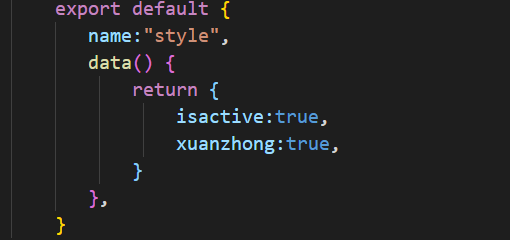 export default {
name:"style",
data() {
return {
isactive:true,
xuanzhong:true,
}
},
}